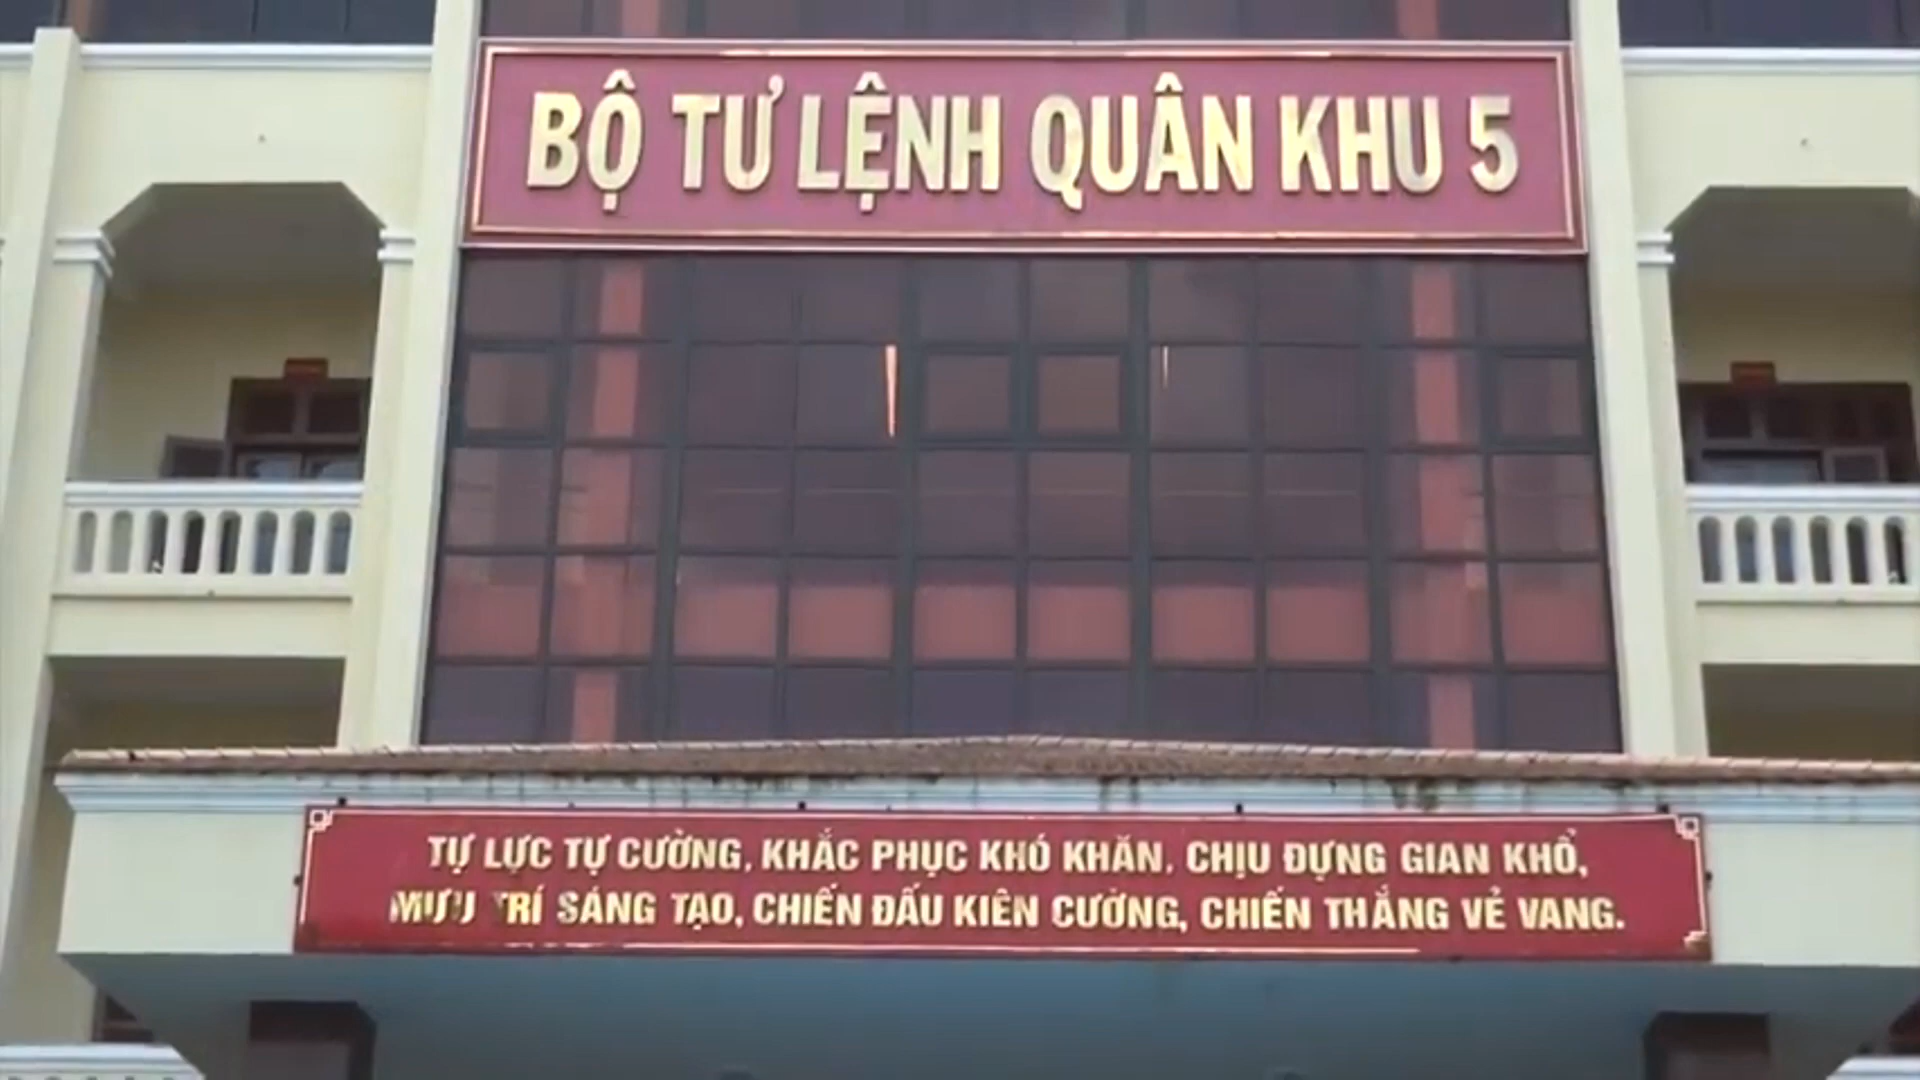 BỘ TƯ LỆNH QUÂN KHU 5
TỰ LỰC TỰ CƯỜNG, KHẮC PHỤC KHÓ KHĂN, CHỊU ĐỰNG GIAN KHỔ,
MƯU TRÍ SÁNG TẠO, CHIẾN ĐẤU KIÊN CƯỜNG, CHIẾN THẮNG VẺ VANG.